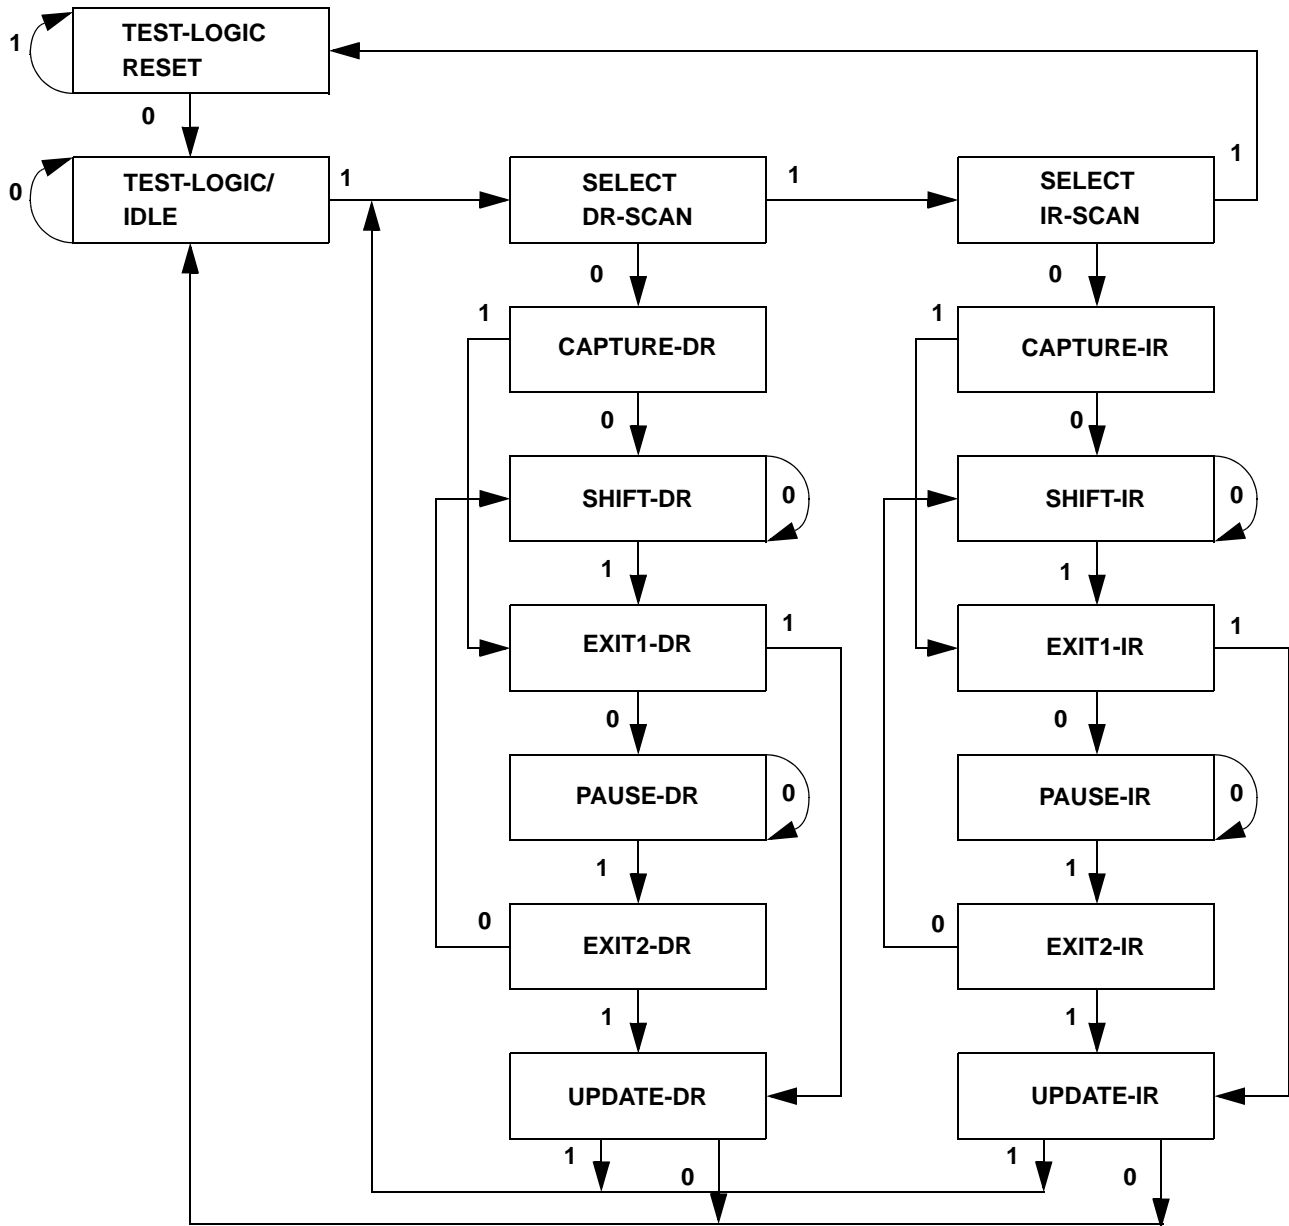 TEST-LOGIC
RESET
1
0
TEST-LOGIC/
IDLE
0
1
SELECT
DR-SCAN
1
SELECT
IR-SCAN
1
0
0
1
CAPTURE-DR
1
CAPTURE-IR
0
0
SHIFT-DR
0
SHIFT-IR
0
1
1
EXIT1-DR
1
EXIT1-IR
1
0
0
PAUSE-DR
0
PAUSE-IR
0
1
1
0
EXIT2-DR
0
EXIT2-IR
1
1
UPDATE-DR
UPDATE-IR
1
0
1
0